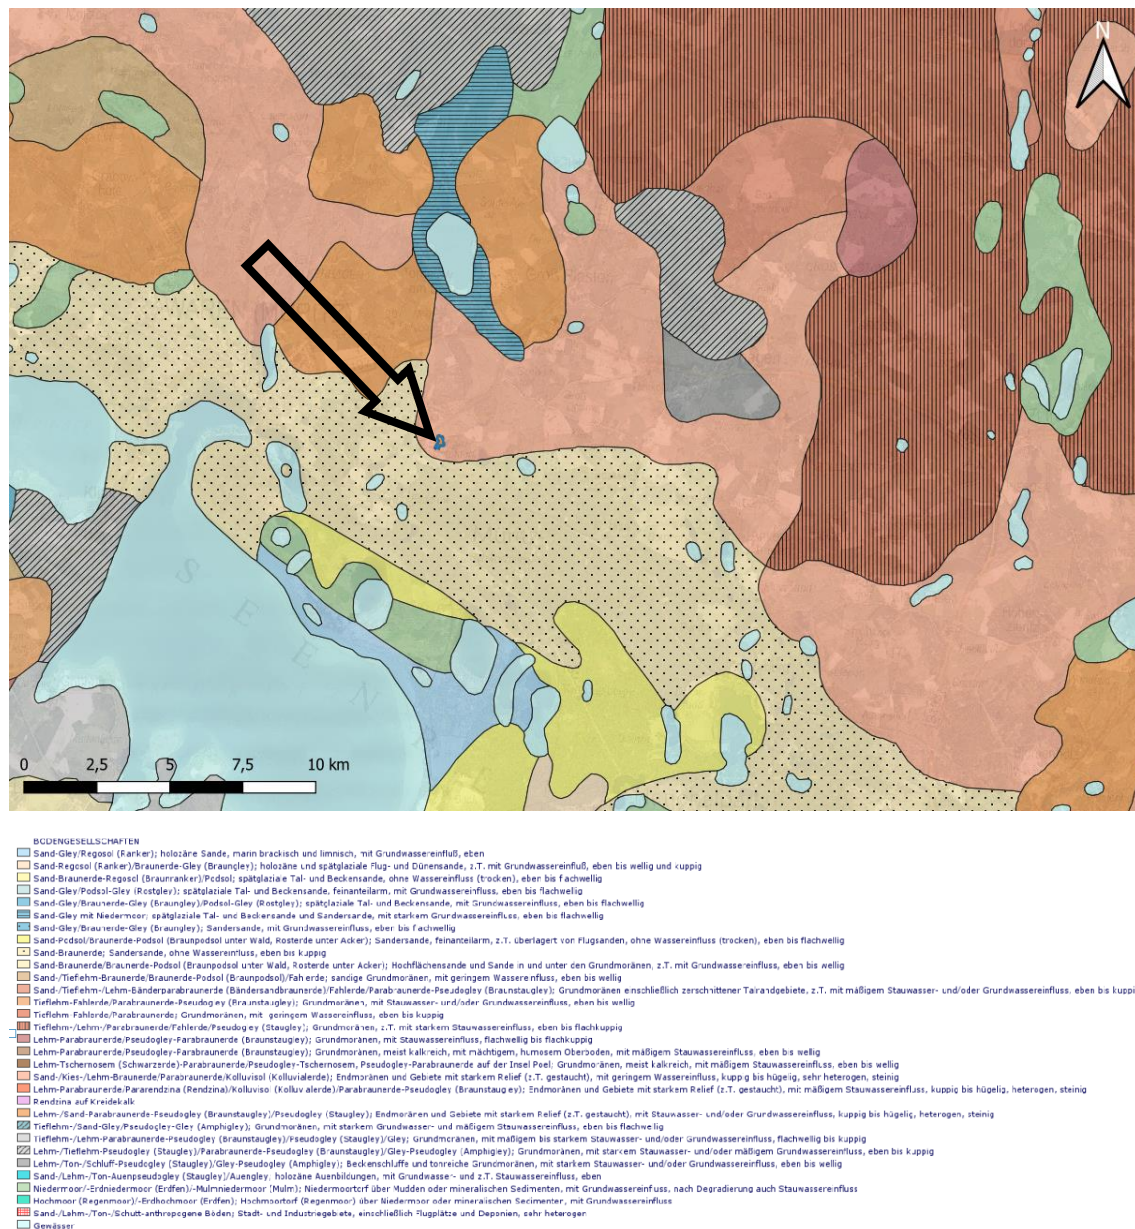 N
S
E
E
N
0 2,5 5 7,5 10 km
BODENGESELLSCHAFTEN
Sand-Gley/Regosol (Ranker); holozäne Sande, marin brackisch und limnisch, mit Grundwassereinfluß, eben
Sand-Regosol (Ranker)/Braunerde-Gley (Braungley); holozäne und spätglaziale Flug- und Dünensande, z.T. mit Grundwassereinfluß, eben bis wellig und kuppig
Sand-Braunerde-Regosol (Braunranker)/Podsol; spätglaziale Tal- und Beckensande, ohne Wassereinfluss (trocken), eben bis flachwellig
Sand-Gley/Podsol-Gley (Rostgley); spätglaziale Tal- und Beckensande, feinanteilarm, mit Grundwassereinfluss, eben bis flachwellig
Sand-Gley/Braunerde-Gley (Braungley)/Podsol-Gley (Rostgley); spätglaziale Tal- und Beckensande, mit Grundwassereinfluss, eben bis flachwellig
Sand-Gley mit Niedermoor; spätglaziale Tal- und Beckensande und Sandersande, mit starkem Grundwassereinfluss, eben bis flachwellig
Sand-Gley/Braunerde-Gley (Braungley); Sandersande, mit Grundwassereinfluss, eben bis flachwellig
Sand-Podsol/Braunerde-Podsol (Braunpodsol unter Wald, Rosterde unter Acker); Sandersande, feinanteilarm, z.T. überlagert von Flugsanden, ohne Wassereinfluss (trocken), eben bis flachwellig
Sand-Braunerde; Sandersande, ohne Wassereinfluss, eben bis kuppig
Sand-Braunerde/Braunerde-Podsol (Braunpodsol unter Wald, Rosterde unter Acker); Hochflächensande und Sande in und unter den Grundmoränen, z.T. mit Grundwassereinfluss, eben bis wellig
Sand-/Tieflehm-Braunerde/Braunerde-Podsol (Braunpodsol)/Fahlerde; sandige Grundmoränen, mit geringem Wassereinfluss, eben bis wellig
Sand-/Tieflehm-/Lehm-Bänderparabraunerde (Bändersandbraunerde)/Fahlerde/Parabraunerde-Pseudogley (Braunstaugley); Grundmoränen einschließlich zerschnittener Talrandgebiete, z.T. mit mäßigem Stauwasser- und/oder Grundwassereinfluss, eben bis kuppi
Tieflehm-Fahlerde/Parabraunerde-Pseudogley (Braunstaugley); Grundmoränen, mit Stauwasser- und/oder Grundwassereinfluss, eben bis wellig
Tieflehm-Fahlerde/Parabraunerde; Grundmoränen, mit geringem Wassereinfluss, eben bis kuppig
Tieflehm-/Lehm-/Parabraunerde/Fahlerde/Pseudogley (Staugley); Grundmoränen, z.T. mit starkem Stauwassereinfluss, eben bis flachkuppig
Lehm-Parabraunerde/Pseudogley-Parabraunerde (Braunstaugley); Grundmoränen, mit Stauwassereinfluss, flachwellig bis flachkuppig
Lehm-Parabraunerde/Pseudogley-Parabraunerde (Braunstaugley); Grundmoränen, meist kalkreich, mit mächtigem, humosem Oberboden, mit mäßigem Stauwassereinfluss, eben bis wellig
Lehm-Tschernosem (Schwarzerde)-Parabraunerde/Pseudogley-Tschernosem, Pseudogley-Parabraunerde auf der Insel Poel; Grundmoränen, meist kalkreich, mit mäßigem Stauwassereinfluss, eben bis wellig
Sand-/Kies-/Lehm-Braunerde/Parabraunerde/Kolluvisol (Kolluvialerde); Endmoränen und Gebiete mit starkem Relief (z.T. gestaucht), mit geringem Wassereinfluss, kuppig bis hügelig, sehr heterogen, steinig
Lehm-Parabraunerde/Pararendzina (Rendzina)/Kolluvisol (Kolluvialerde)/Parabraunerde-Pseudogley (Braunstaugley); Endmoränen und Gebiete mit starkem Relief (z.T. gestaucht), mit mäßigem Stauwassereinfluss, kuppig bis hügelig, heterogen, steinig
Rendzina auf Kreidekalk
Lehm-/Sand-Parabraunerde-Pseudogley (Braunstaugley)/Pseudogley (Staugley); Endmoränen und Gebiete mit starkem Relief (z.T. gestaucht), mit Stauwasser- und/oder Grundwassereinfluss, kuppig bis hügelig, heterogen, steinig
Tieflehm-/Sand-Gley/Pseudogley-Gley (Amphigley); Grundmoränen, mit starkem Grundwasser- und mäßigem Stauwassereinfluss, eben bis flachwellig
Tieflehm-/Lehm-Parabraunerde-Pseudogley (Braunstaugley)/Pseudogley (Staugley)/Gley; Grundmoränen, mit mäßigem bis starkem Stauwasser- und/oder Grundwassereinfluss, flachwellig bis kuppig
Lehm-/Tieflehm-Pseudogley (Staugley)/Parabraunerde-Pseudogley (Braunstaugley)/Gley-Pseudogley (Amphigley); Grundmoränen, mit starkem Stauwasser- und/oder mäßigem Grundwassereinfluss, eben bis kuppig
Lehm-/Ton-/Schluff-Pseudogley (Staugley)/Gley-Pseudogley (Amphigley); Beckenschluffe und tonreiche Grundmoränen, mit starkem Stauwasser- und/oder Grundwassereinfluss, eben bis wellig
Sand-/Lehm-/Ton-Auenpseudogley (Staugley)/Auengley; holozäne Auenbildungen, mit Grundwasser- und z.T. Stauwassereinfluss, eben
Niedermoor/-Erdniedermoor (Erdfen)/-Mulmniedermoor (Mulm); Niedermoortorf über Mudden oder mineralischen Sedimenten, mit Grundwassereinfluss, nach Degradierung auch Stauwassereinfluss
Hochmoor (Regenmoor)/-Erdhochmoor (Erdfen); Hochmoortorf (Regenmoor) über Niedermoor oder mineralischen Sedimenten, mit Grundwassereinfluss
Sand-/Lehm-/Ton-/Schutt-anthropogene Böden; Stadt- und Industriegebiete, einschließlich Flugplätze und Deponien, sehr heterogen
Gewässer